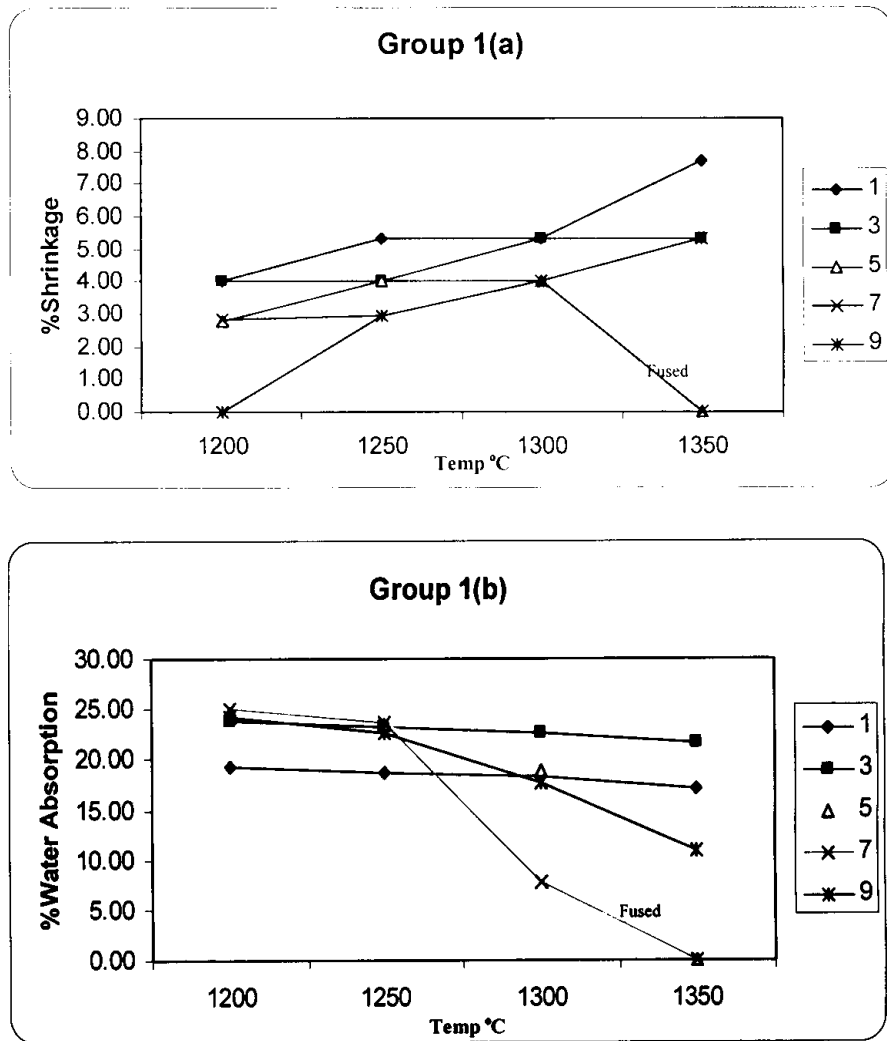 Group 1(a)
9.00
8.00
7.00
6.00
5.00
4.00
3.00
2.00
1.00
0.00
%Shrinkage
Fused
1200 1250 1300 1350
Temp °C
1
3
5
7
9
Group 1(b)
30.00
25.00
20.00
15.00
10.00
5.00
0.00
%Water Absorption
Fused
1200 1250 1300 1350
Temp °C
1
3
5
7
9